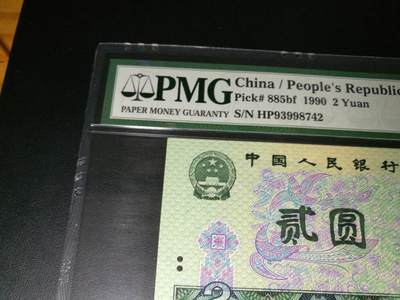 PMG
PAPER MONEY GUARANTY
China / People's Republic
Pick# 885bf 1990 2 Yuan
S/N HP93998742
中国人民银行
贰圆
2